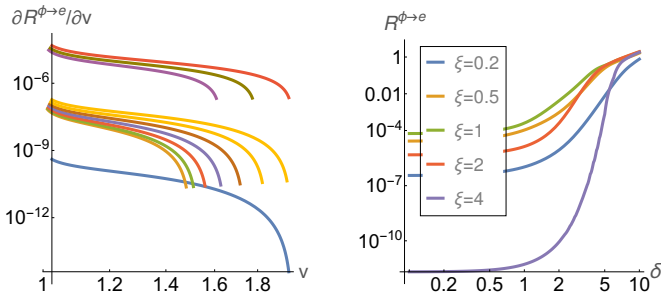 ∂R^{ϕ→e}/∂v
10^{-6}
10^{-9}
10^{-12}
1 1.2 1.4 1.6 1.8 v
R^{ϕ→e}
1
0.01
10^{-4}
10^{-7}
10^{-10}
ξ=0.2
ξ=0.5
ξ=1
ξ=2
ξ=4
0.2 0.5 1 2 5 10 δ